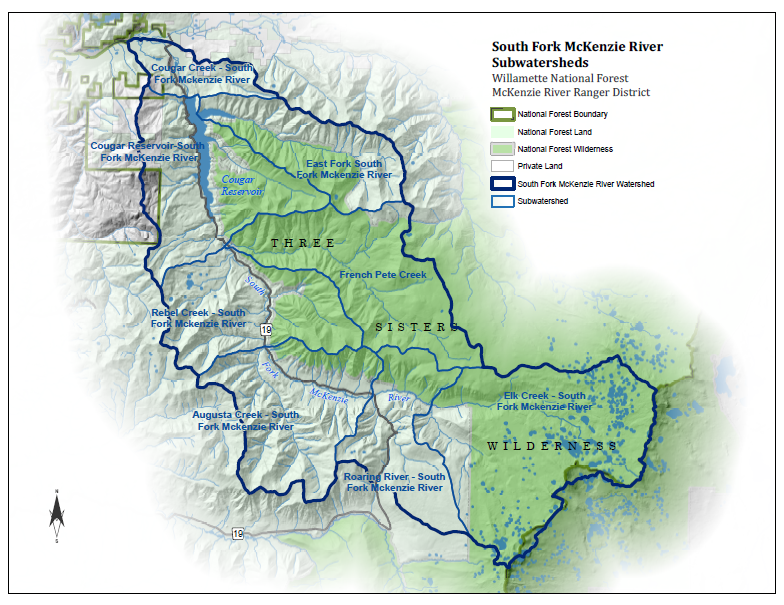 South Fork McKenzie River
Subwatersheds
Willamette National Forest
McKenzie River Ranger District
National Forest Boundary
National Forest Land
National Forest Wilderness
Private Land
South Fork McKenzie River Watershed
Subwatershed
Cougar Creek - South
Fork Mckenzie River
Cougar Reservoir-South
Fork McKenzie River
East Fork South
Fork Mckenzie River
Cougar
Reservoir
THREE
French Pete Creek
South
Rebel Creek - South
Fork Mckenzie River
19
SISTERS
Fork
McKenzie
River
Elk Creek - South
Fork Mckenzie River
Augusta Creek - South
Fork McKenzie River
WILDERNESS
Roaring River - South
Fork McKenzie River
19
N
S